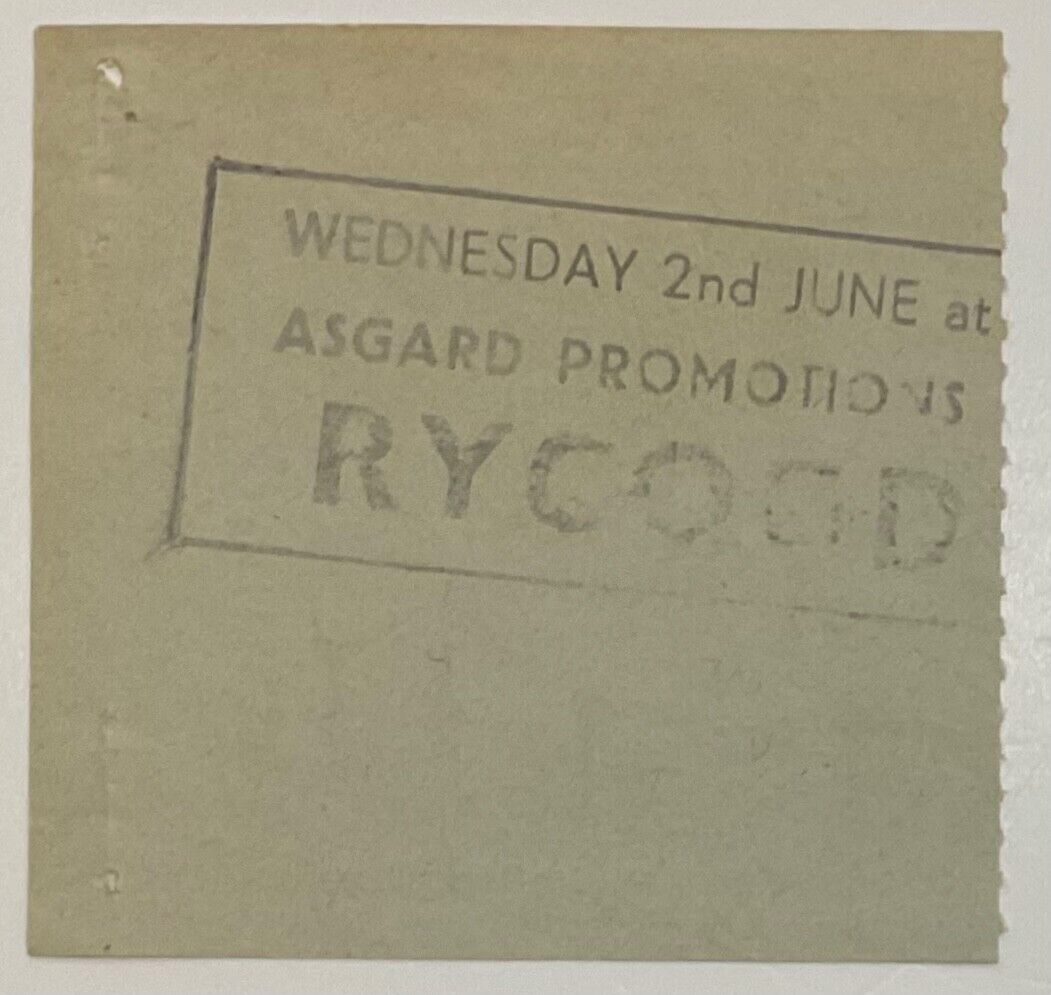 WEDNESDAY 2nd JUNE at
ASGARD PROMOTIONS
RY COOD